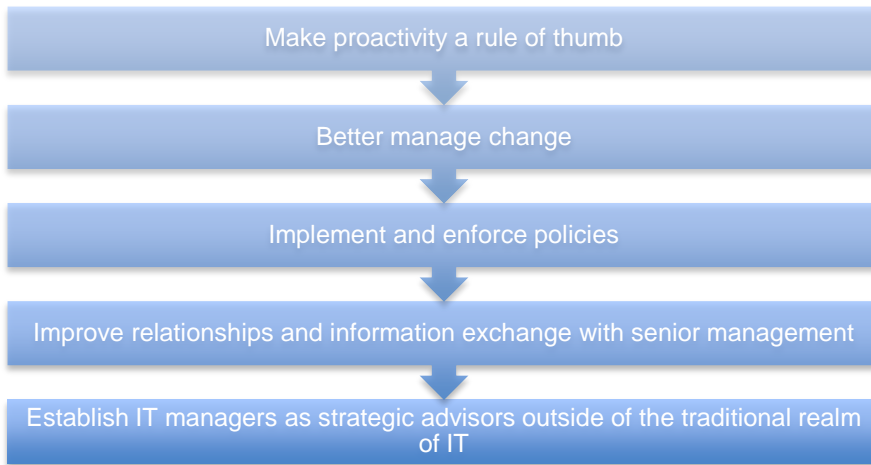 Make proactivity a rule of thumb
Better manage change
Implement and enforce policies
Improve relationships and information exchange with senior management
Establish IT managers as strategic advisors outside of the traditional realm
of IT